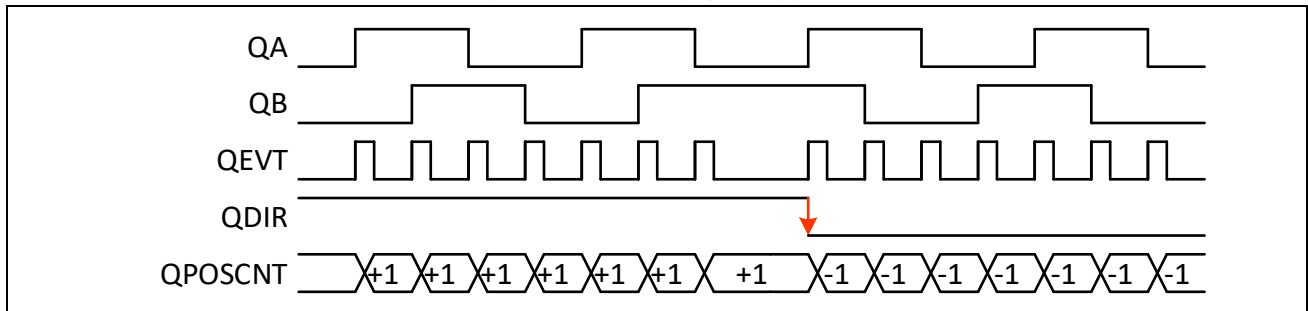 QA
QB
QEVT
QDIR
QPOSCNT +1 +1 +1 +1 +1 +1 +1 -1 -1 -1 -1 -1 -1 -1